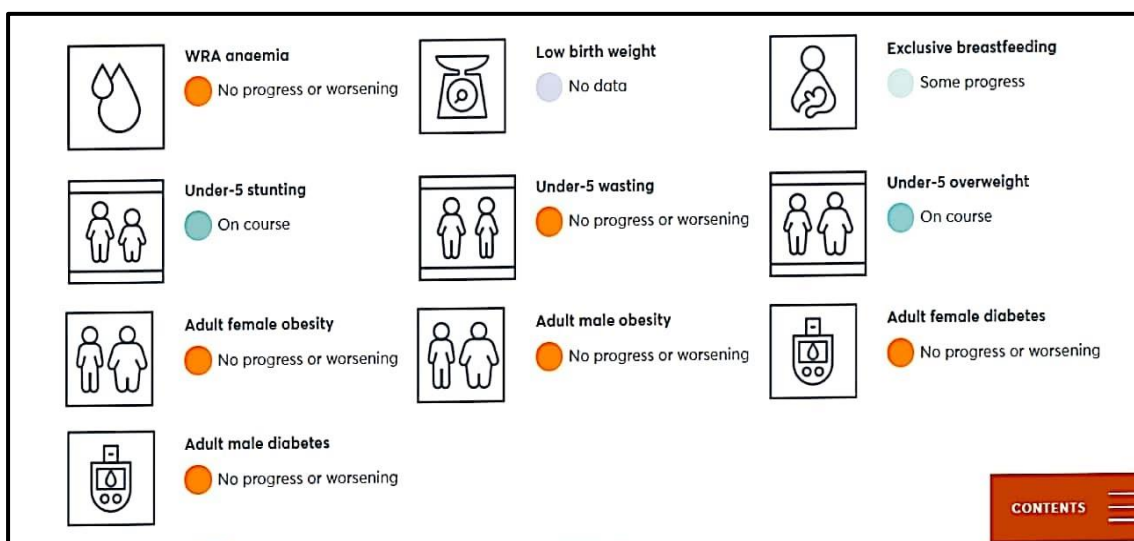 WRA anaemia
No progress or worsening
Low birth weight
No data
Exclusive breastfeeding
Some progress
Under-5 stunting
On course
Under-5 wasting
No progress or worsening
Under-5 overweight
On course
Adult female obesity
No progress or worsening
Adult male obesity
No progress or worsening
Adult female diabetes
No progress or worsening
Adult male diabetes
No progress or worsening
CONTENTS